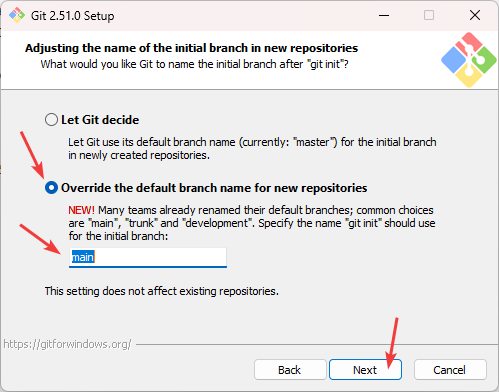 Git 2.51.0 Setup
Adjusting the name of the initial branch in new repositories
What would you like Git to name the initial branch after "git init"?
Let Git decide
Let Git use its default branch name (currently: "master") for the initial branch
in newly created repositories.
Override the default branch name for new repositories
NEW! Many teams already renamed their default branches; common choices
are "main", "trunk" and "development". Specify the name "git init" should use
for the initial branch:
main
This setting does not affect existing repositories.
https://gitforwindows.org/
Back
Next
Cancel